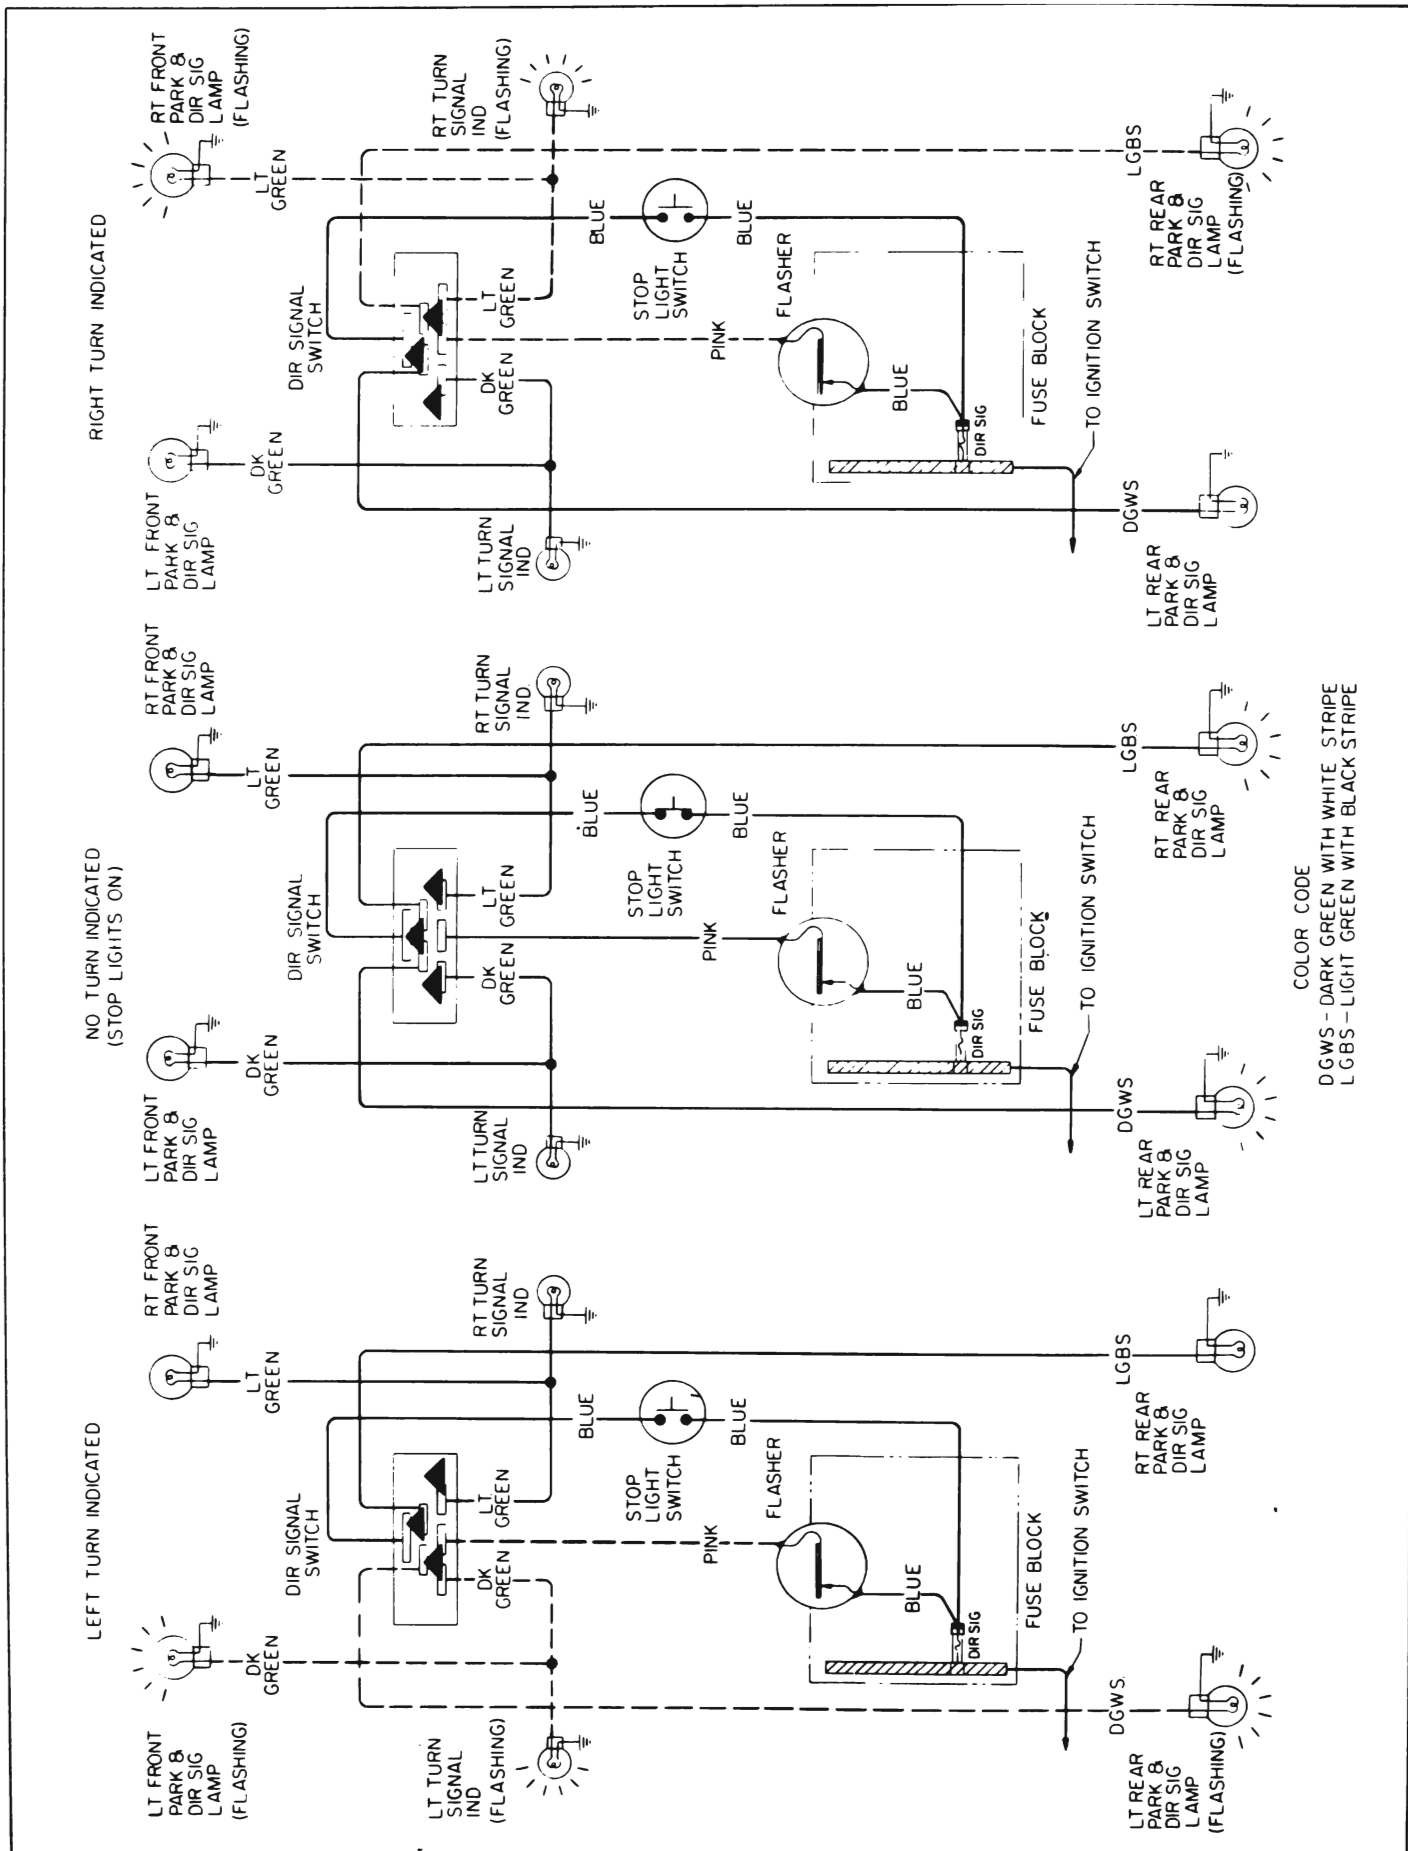 LEFT TURN INDICATED
LT FRONT
PARK &
DIR SIG
LAMP
(FLASHING)
DK
GREEN
RT FRONT
PARK &
DIR SIG
LAMP
LT
GREEN
DIR SIGNAL
SWITCH
LT TURN
SIGNAL
IND
(FLASHING)
DK
GREEN
LT
GREEN
RT TURN
SIGNAL
IND
BLUE
STOP
LIGHT
SWITCH
BLUE
PINK
FLASHER
BLUE
DIR SIG
FUSE BLOCK
TO IGNITION SWITCH
DGWS
LGBS
LT REAR
PARK &
DIR SIG
LAMP
(FLASHING)
RT REAR
PARK &
DIR SIG
LAMP
NO TURN INDICATED
(STOP LIGHTS ON)
LT FRONT
PARK &
DIR SIG
LAMP
DK
GREEN
RT FRONT
PARK &
DIR SIG
LAMP
LT
GREEN
DIR SIGNAL
SWITCH
LT TURN
SIGNAL
IND
DK
GREEN
LT
GREEN
RT TURN
SIGNAL
IND
BLUE
STOP
LIGHT
SWITCH
BLUE
PINK
FLASHER
BLUE
DIR SIG
FUSE BLOCK
TO IGNITION SWITCH
DGWS
LGBS
LT REAR
PARK &
DIR SIG
LAMP
RT REAR
PARK &
DIR SIG
LAMP
RIGHT TURN INDICATED
LT FRONT
PARK &
DIR SIG
LAMP
DK
GREEN
RT FRONT
PARK &
DIR SIG
LAMP
(FLASHING)
LT
GREEN
DIR SIGNAL
SWITCH
LT TURN
SIGNAL
IND
DK
GREEN
LT
GREEN
RT TURN
SIGNAL
IND
(FLASHING)
BLUE
STOP
LIGHT
SWITCH
BLUE
PINK
FLASHER
BLUE
DIR SIG
FUSE BLOCK
TO IGNITION SWITCH
DGWS
LGBS
LT REAR
PARK &
DIR SIG
LAMP
RT REAR
PARK &
DIR SIG
LAMP
(FLASHING)
COLOR CODE
DGWS - DARK GREEN WITH WHITE STRIPE
LGBS - LIGHT GREEN WITH BLACK STRIPE